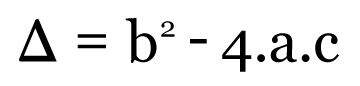 Δ = b² - 4.a.c